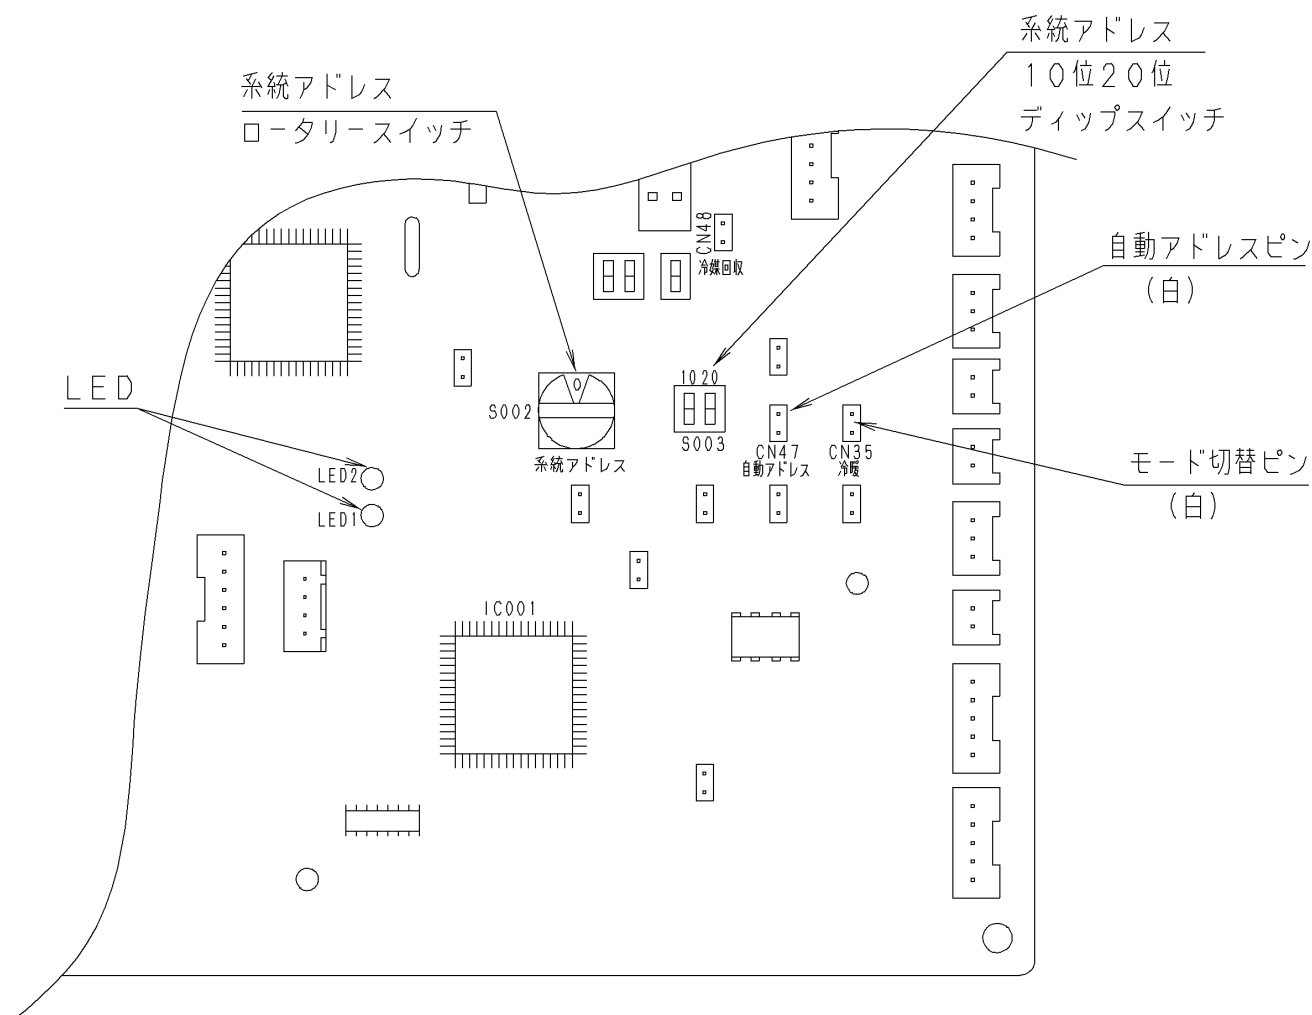 系統アドレス
10位20位
ディップスイッチ
系統アドレス
ロータリースイッチ
CN48
冷媒回収
自動アドレスピン
(白)
LED
1020
0
S002
S003
系統アドレス
CN47
自動アドレス
CN35
冷暖
モード切替ピン
(白)
LED2
LED1
IC001